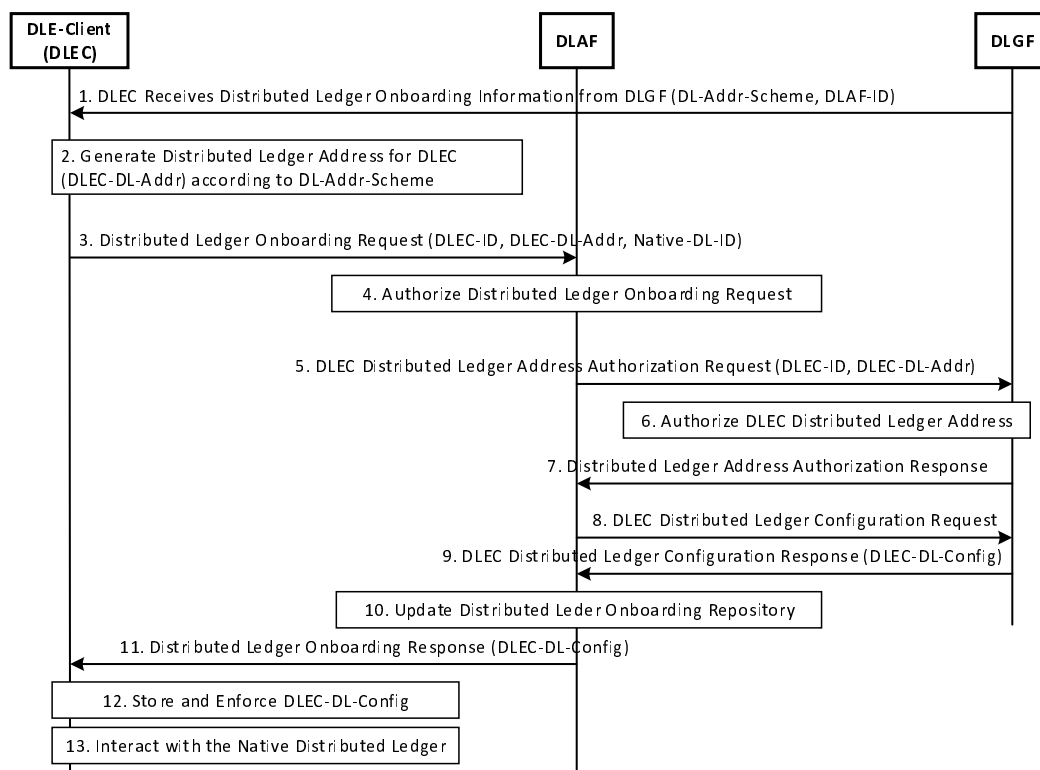 DLE-Client
(DLEC)
DLAF
DLGF
1. DLEC Receives Distributed Ledger Onboarding Information from DLGF (DL-Addr-Scheme, DLAF-ID)
2. Generate Distributed Ledger Address for DLEC
(DLEC-DL-Addr) according to DL-Addr-Scheme
3. Distributed Ledger Onboarding Request (DLEC-ID, DLEC-DL-Addr, Native-DL-ID)
4. Authorize Distributed Ledger Onboarding Request
5. DLEC Distributed Ledger Address Authorization Request (DLEC-ID, DLEC-DL-Addr)
6. Authorize DLEC Distributed Ledger Address
7. Distributed Ledger Address Authorization Response
8. DLEC Distributed Ledger Configuration Request
9. DLEC Distributed Ledger Configuration Response (DLEC-DL-Config)
10. Update Distributed Leder Onboarding Repository
11. Distributed Ledger Onboarding Response (DLEC-DL-Config)
12. Store and Enforce DLEC-DL-Config
13. Interact with the Native Distributed Ledger